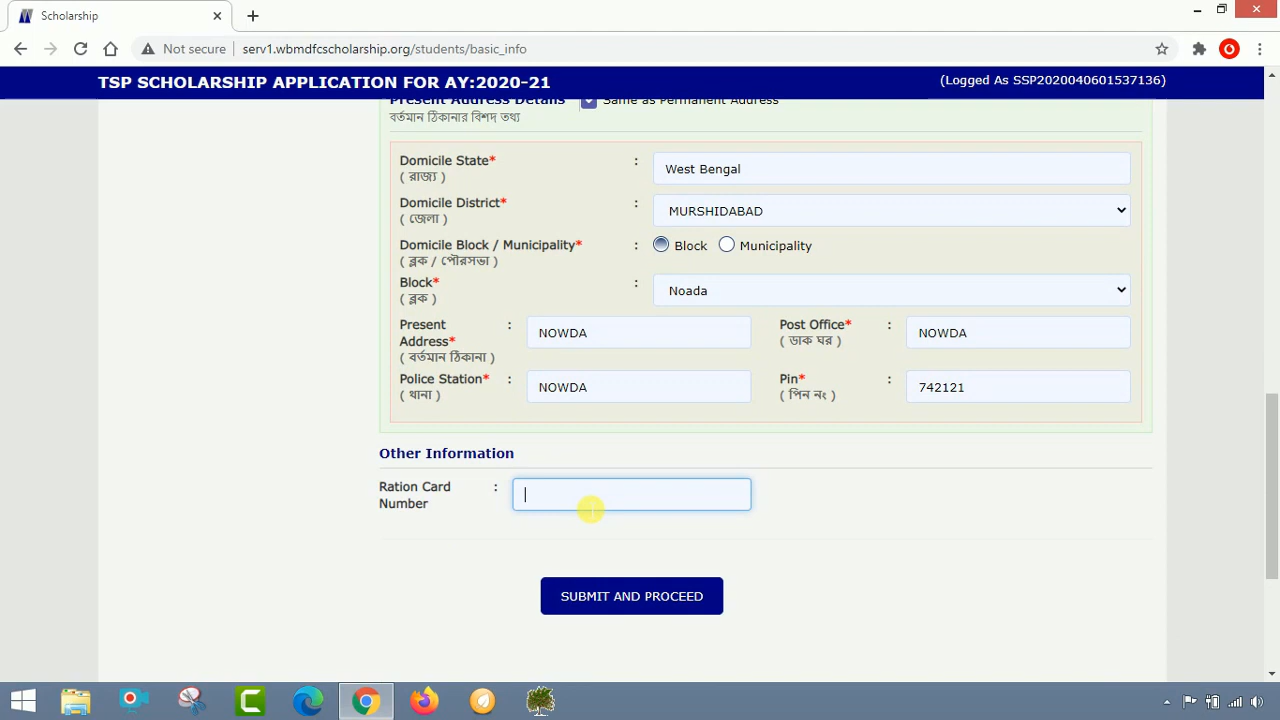 Scholarship
Not secure serv1.wbmdfcscholarship.org/students/basic_info
TSP SCHOLARSHIP APPLICATION FOR AY:2020-21 (Logged As SSP2020040601537136)
Present Address Details Same as Permanent Address
বর্তমান ঠিকানার বিশদ তথ্য
Domicile State* : West Bengal
( রাজ্য )
Domicile District* : MURSHIDABAD
( জেলা )
Domicile Block / Municipality* : Block Municipality
( ব্লক / পৌরসভা )
Block* : Noada
( ব্লক )
Present Address* : NOWDA Post Office* : NOWDA
( বর্তমান ঠিকানা ) ( ডাক ঘর )
Police Station* : NOWDA Pin* : 742121
( থানা ) ( পিন নং )
Other Information
Ration Card :
Number
SUBMIT AND PROCEED